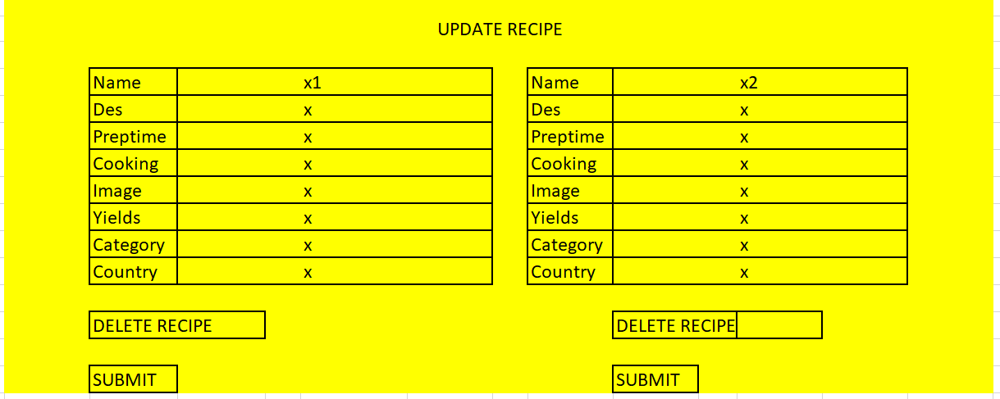 UPDATE RECIPE
Name x1 Name x2
Des x Des x
Preptime x Preptime x
Cooking x Cooking x
Image x Image x
Yields x Yields x
Category x Category x
Country x Country x
DELETE RECIPE DELETE RECIPE
SUBMIT SUBMIT